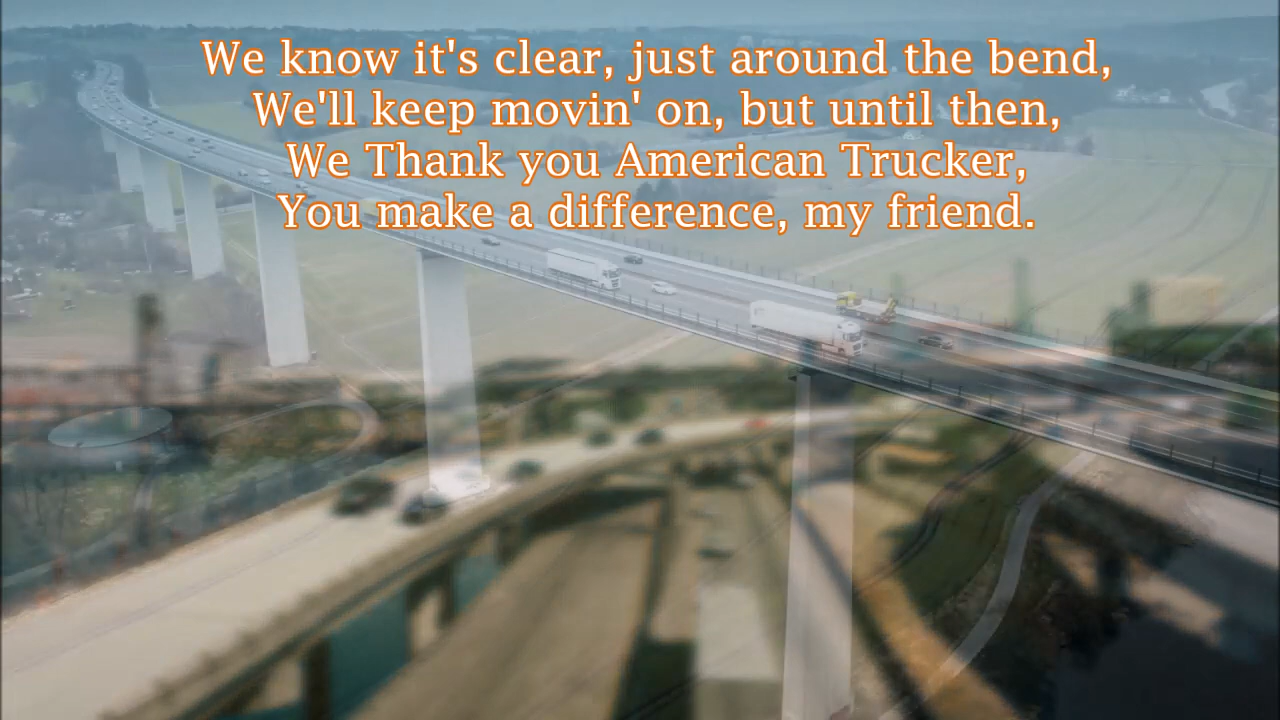 We know it's clear, just around the bend,
We'll keep movin' on, but until then,
We Thank you American Trucker,
You make a difference, my friend.